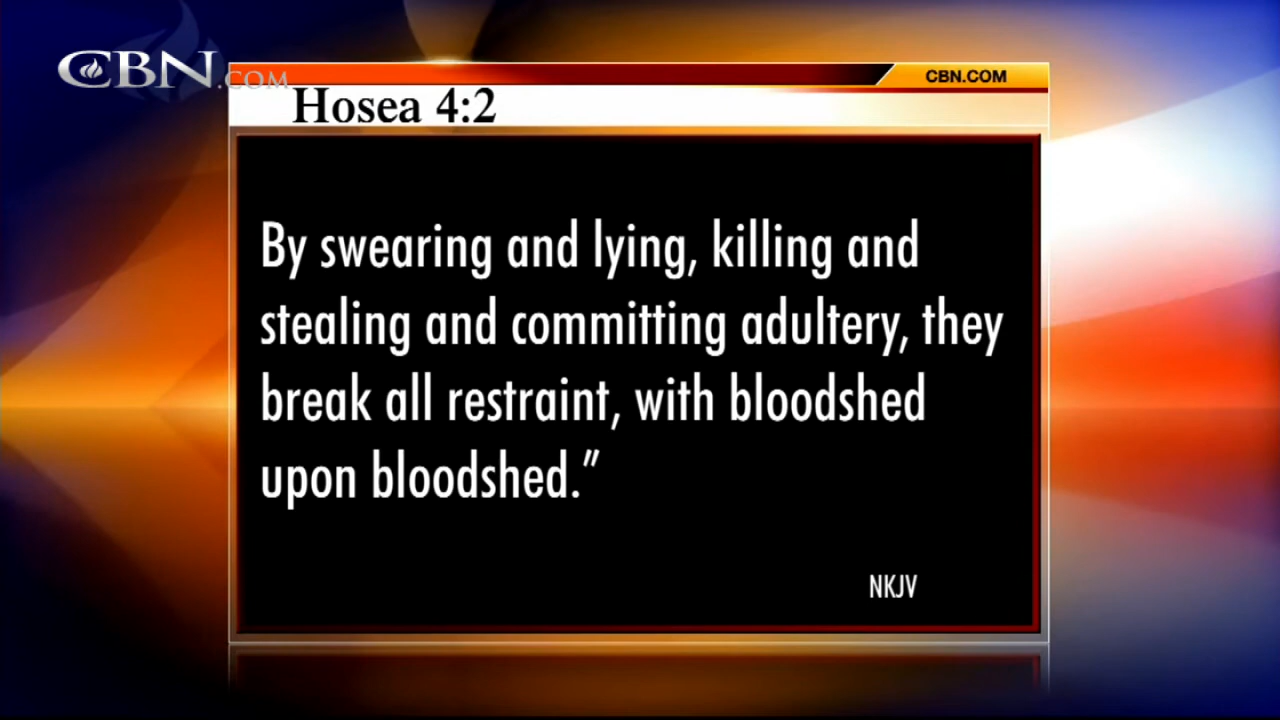 CBN.COM
CBN.COM
Hosea 4:2
By swearing and lying, killing and
stealing and committing adultery, they
break all restraint, with bloodshed
upon bloodshed.”
NKJV